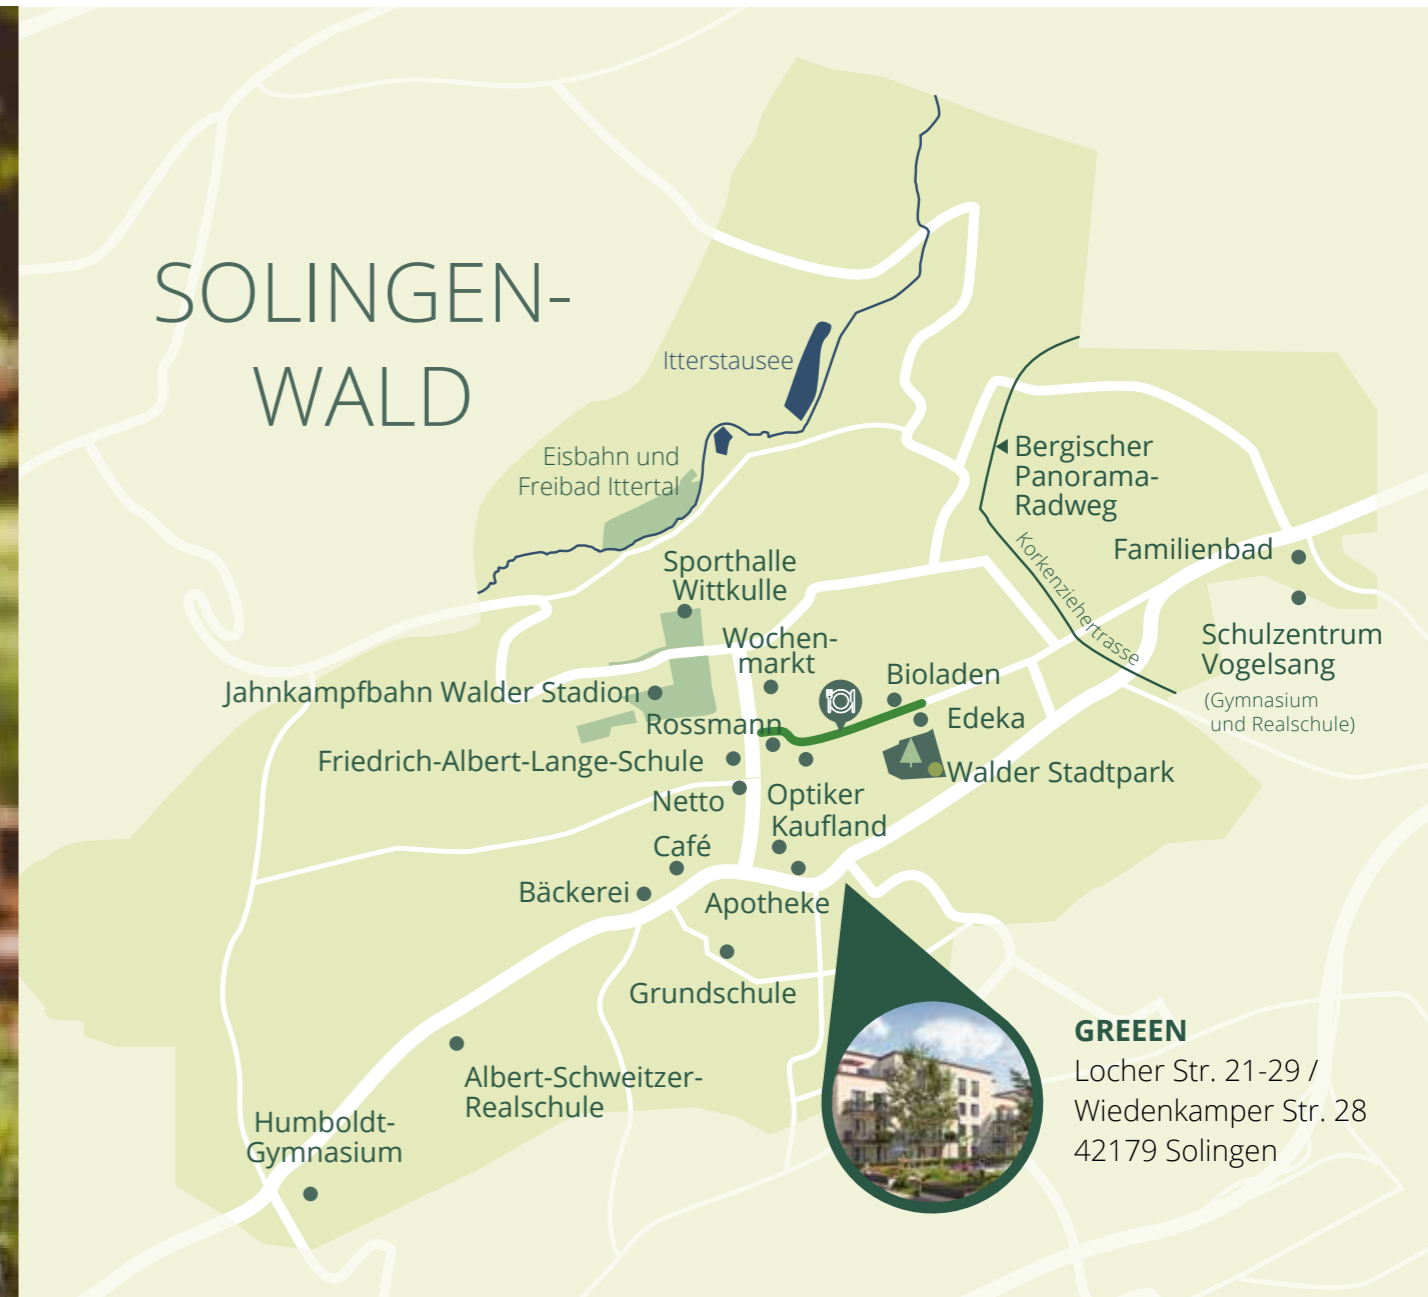 SOLINGEN-
WALD
Itterstausee
Eisbahn und
Freibad Ittertal
Bergischer
Panorama-
Radweg
Korkenziehertrasse
Familienbad
Schulzentrum
Vogelsang
(Gymnasium
und Realschule)
Sporthalle
Wittkulle
Wochen-
markt
Bioladen
Jahnkampfbahn Walder Stadion
Rossmann
Edeka
Friedrich-Albert-Lange-Schule
Walder Stadtpark
Netto
Optiker
Kaufland
Café
Bäckerei
Apotheke
Grundschule
Albert-Schweitzer-
Realschule
Humboldt-
Gymnasium
GREEEN
Locher Str. 21-29 /
Wiedenkamper Str. 28
42179 Solingen